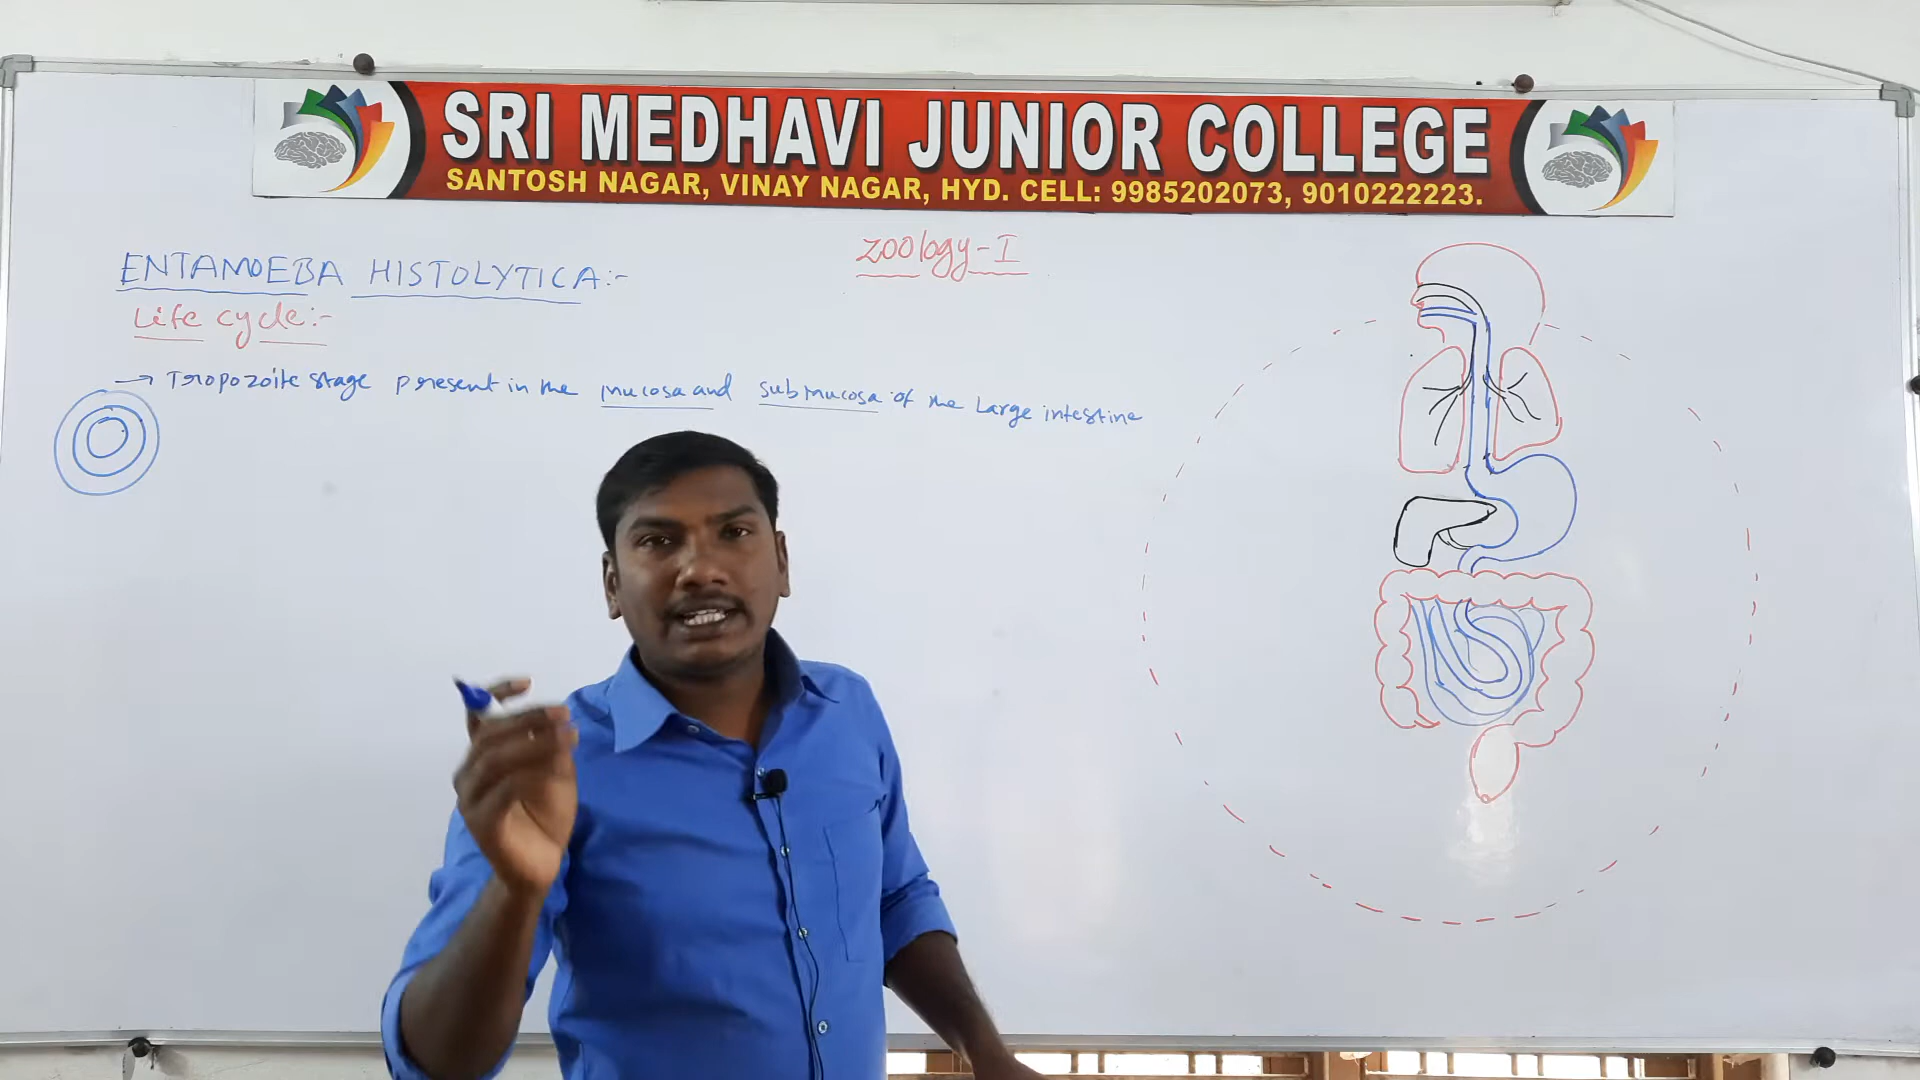 SRI MEDHAVI JUNIOR COLLEGE
SANTOSH NAGAR, VINAY NAGAR, HYD. CELL: 9985202073, 9010222223.
Zoology-I
ENTAMOEBA HISTOLYTICA:-
Life cycle:-
→ Tropozoite stage present in the mucosa and submucosa of the Large intestine